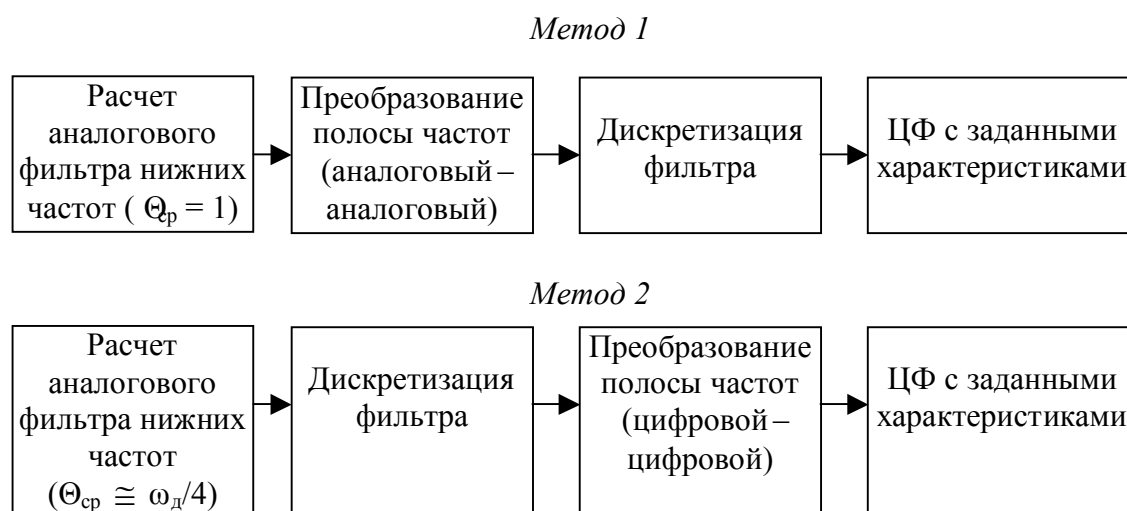 Метод 1
Расчет
аналогового
фильтра нижних
частот ( Θср = 1)
Преобразование
полосы частот
(аналоговый –
аналоговый)
Дискретизация
фильтра
ЦФ с заданными
характеристиками
Метод 2
Расчет
аналогового
фильтра нижних
частот
(Θср ≅ ωд/4)
Дискретизация
фильтра
Преобразование
полосы частот
(цифровой –
цифровой)
ЦФ с заданными
характеристиками